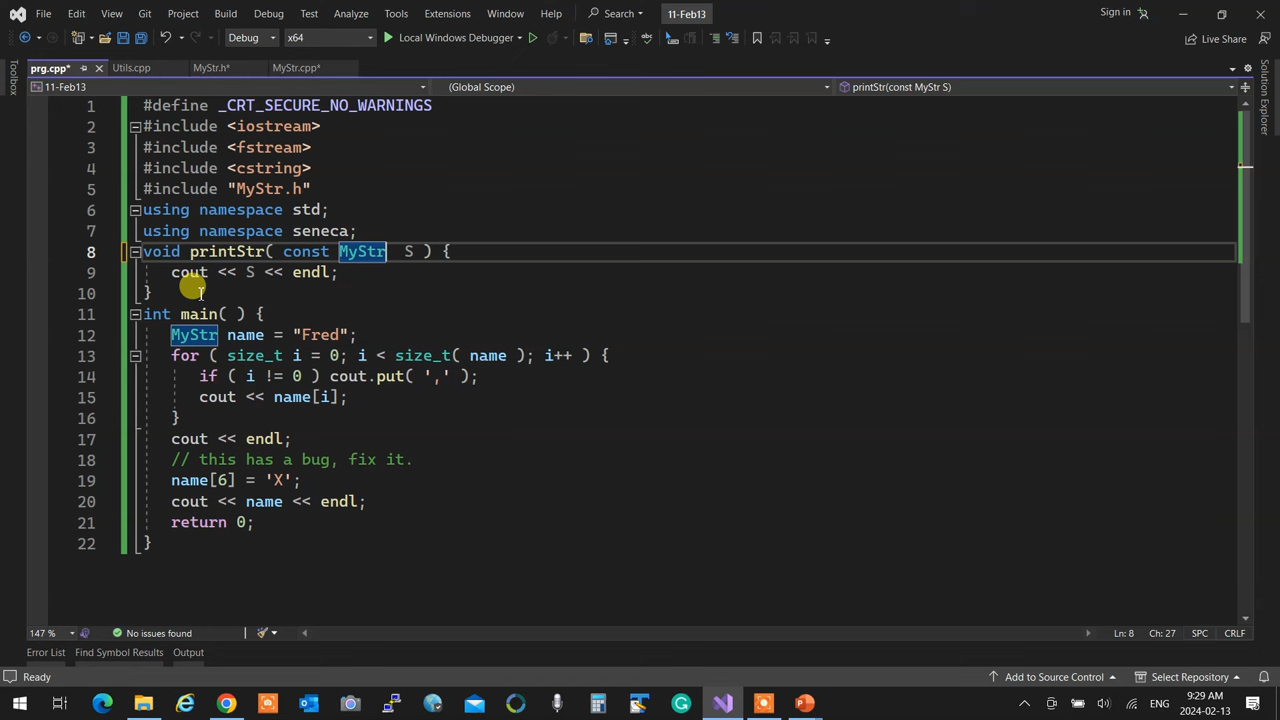 File Edit View Git Project Build Debug Test Analyze Tools Extensions Window Help Search 11-Feb13 Sign in
Debug x64 Local Windows Debugger Live Share
prg.cpp* Utils.cpp MyStr.h* MyStr.cpp*
11-Feb13 (Global Scope) printStr(const MyStr S)
Toolbox
Solution Explorer
1 #define _CRT_SECURE_NO_WARNINGS
2 #include <iostream>
3 #include <fstream>
4 #include <cstring>
5 #include "MyStr.h"
6 using namespace std;
7 using namespace seneca;
8 void printStr( const MyStr  S ) {
9 cout << S << endl;
10 }
11 int main( ) {
12 MyStr name = "Fred";
13 for ( size_t i = 0; i < size_t( name ); i++ ) {
14 if ( i != 0 ) cout.put( ',' );
15 cout << name[i];
16 }
17 cout << endl;
18 // this has a bug, fix it.
19 name[6] = 'X';
20 cout << name << endl;
21 return 0;
22 }
147 % No issues found Ln: 8 Ch: 27 SPC CRLF
Error List Find Symbol Results Output
Ready Add to Source Control Select Repository
ENG 9:29 AM
2024-02-13